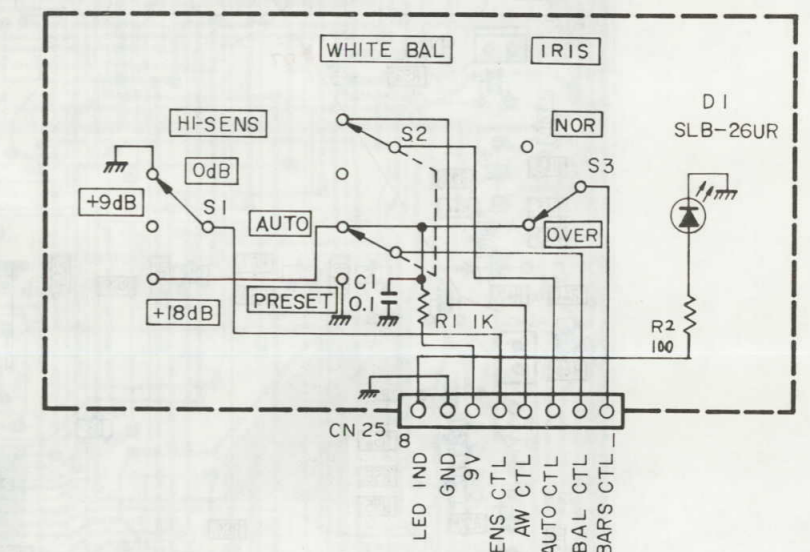 WHITE BAL
IRIS
D1
SLB-26UR
HI-SENS
S2
NOR
0dB
S3
+9dB
S1
AUTO
OVER
C1
0.1
PRESET
+18dB
R1 1K
R2
100
CN 25
8
1
LED IND
GND
9V
ENS CTL
AW CTL
AUTO CTL
BAL CTL
BARS CTL